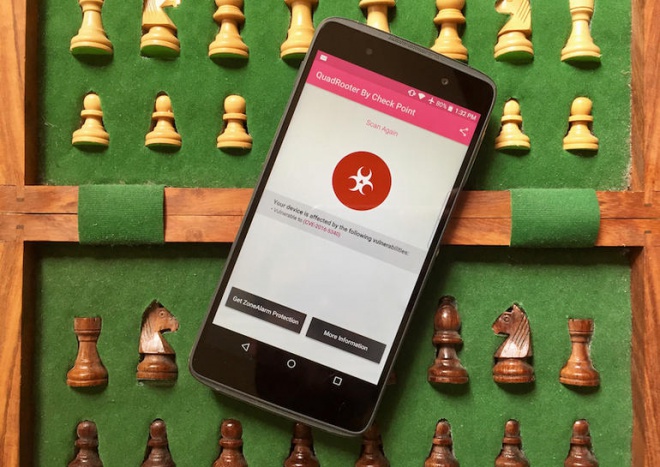 80% 1:32 PM
QuadRooter By Check Point
Scan Again
Your device is affected by the following vulnerabilities:
- Vulnerable to (CVE-2016-5340)
Get ZoneAlarm Protection
More Information